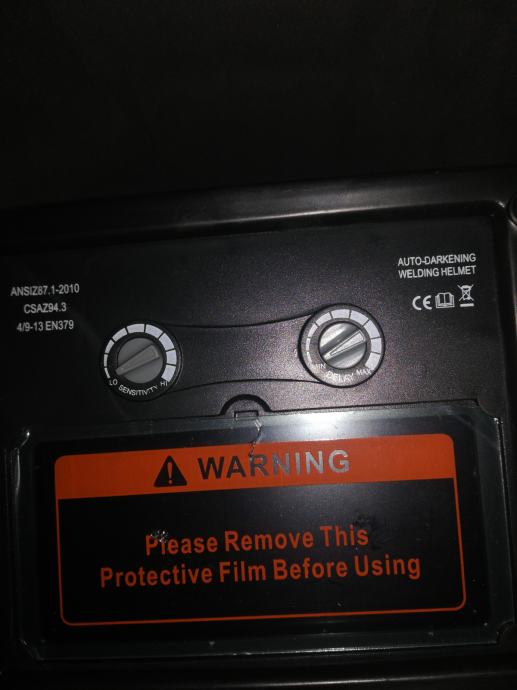 ANSIZ87.1-2010
CSAZ94.3
4/9-13 EN379
AUTO-DARKENING
WELDING HELMET
CE
LO SENSITIVITY HI
MIN DELAY MAX
WARNING
Please Remove This
Protective Film Before Using